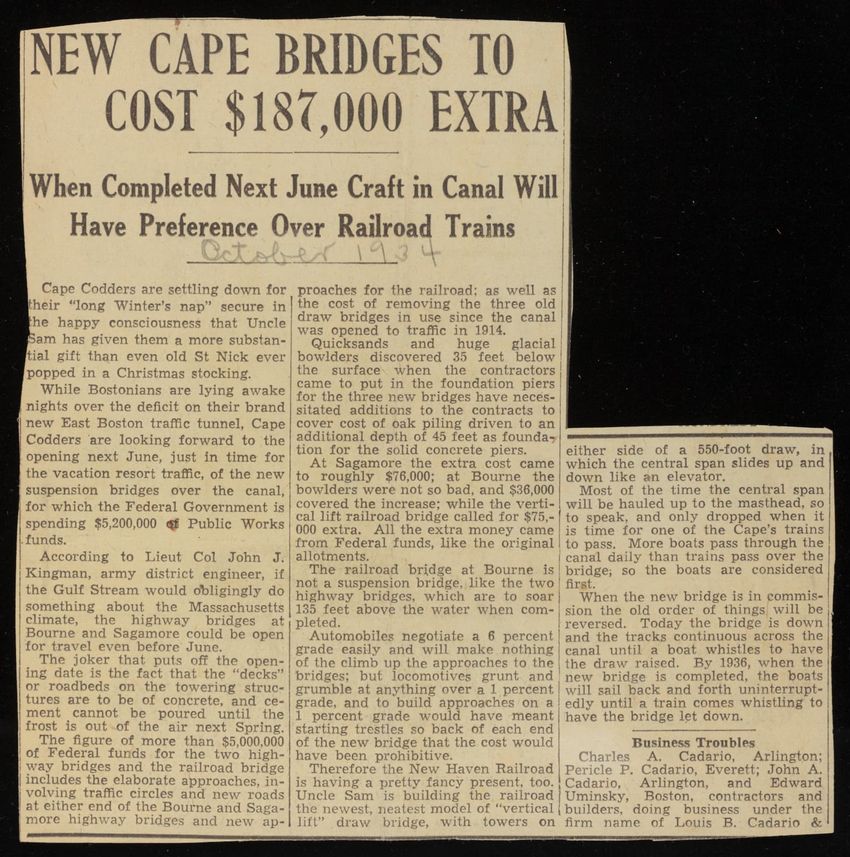 NEW CAPE BRIDGES TO
COST $187,000 EXTRA
When Completed Next June Craft in Canal Will
Have Preference Over Railroad Trains
October 1934
Cape Codders are settling down for
their "long Winter's nap" secure in
the happy consciousness that Uncle
Sam has given them a more substan-
tial gift than even old St Nick ever
popped in a Christmas stocking.
While Bostonians are lying awake
nights over the deficit on their brand
new East Boston traffic tunnel, Cape
Codders are looking forward to the
opening next June, just in time for
the vacation resort traffic, of the new
suspension bridges over the canal,
for which the Federal Government is
spending $5,200,000 of Public Works
funds.
According to Lieut Col John J.
Kingman, army district engineer, if
the Gulf Stream would obligingly do
something about the Massachusetts
climate, the highway bridges at
Bourne and Sagamore could be open
for travel even before June.
The joker that puts off the open-
ing date is the fact that the "decks"
or roadbeds on the towering struc-
tures are to be of concrete, and ce-
ment cannot be poured until the
frost is out of the air next Spring.
The figure of more than $5,000,000
of Federal funds for the two high-
way bridges and the railroad bridge
includes the elaborate approaches, in-
volving traffic circles and new roads
at either end of the Bourne and Saga-
more highway bridges and new ap-
proaches for the railroad; as well as
the cost of removing the three old
draw bridges in use since the canal
was opened to traffic in 1914.
Quicksands and huge glacial
bowlders discovered 35 feet below
the surface when the contractors
came to put in the foundation piers
for the three new bridges have neces-
sitated additions to the contracts to
cover cost of oak piling driven to an
additional depth of 45 feet as founda-
tion for the solid concrete piers.
At Sagamore the extra cost came
to roughly $76,000; at Bourne the
bowlders were not so bad, and $36,000
covered the increase; while the verti-
cal lift railroad bridge called for $75,-
000 extra. All the extra money came
from Federal funds, like the original
allotments.
The railroad bridge at Bourne is
not a suspension bridge, like the two
highway bridges, which are to soar
135 feet above the water when com-
pleted.
Automobiles negotiate a 6 percent
grade easily and will make nothing
of the climb up the approaches to the
bridges; but locomotives grunt and
grumble at anything over a 1 percent
grade, and to build approaches on a
1 percent grade would have meant
starting trestles so back of each end
of the new bridge that the cost would
have been prohibitive.
Therefore the New Haven Railroad
is having a pretty fancy present, too.
Uncle Sam is building the railroad
the newest, neatest model of "vertical
lift" draw bridge, with towers on
either side of a 550-foot draw, in
which the central span slides up and
down like an elevator.
Most of the time the central span
will be hauled up to the masthead, so
to speak, and only dropped when it
is time for one of the Cape's trains
to pass. More boats pass through the
canal daily than trains pass over the
bridge; so the boats are considered
first.
When the new bridge is in commis-
sion the old order of things will be
reversed. Today the bridge is down
and the tracks continuous across the
canal until a boat whistles to have
the draw raised. By 1936, when the
new bridge is completed, the boats
will sail back and forth uninterrupt-
edly until a train comes whistling to
have the bridge let down.
Business Troubles
Charles A. Cadario, Arlington;
Pericle P. Cadario, Everett; John A.
Cadario, Arlington, and Edward
Uminsky, Boston, contractors and
builders, doing business under the
firm name of Louis B. Cadario &